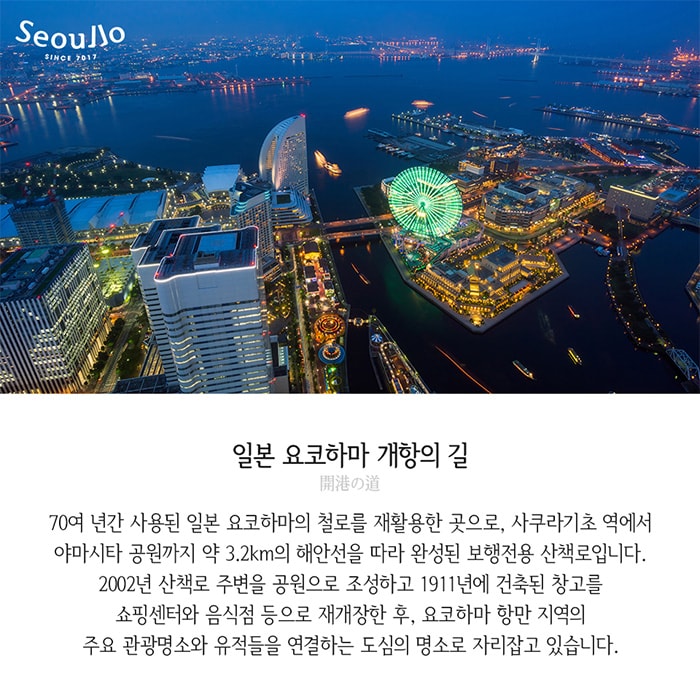 Seoullo
SINCE 7017
일본 요코하마 개항의 길
開港の道
70여 년간 사용된 일본 요코하마의 철로를 재활용한 곳으로, 사쿠라기초 역에서
야마시타 공원까지 약 3.2km의 해안선을 따라 완성된 보행전용 산책로입니다.
2002년 산책로 주변을 공원으로 조성하고 1911년에 건축된 창고를
쇼핑센터와 음식점 등으로 재개장한 후, 요코하마 항만 지역의
주요 관광명소와 유적들을 연결하는 도심의 명소로 자리잡고 있습니다.